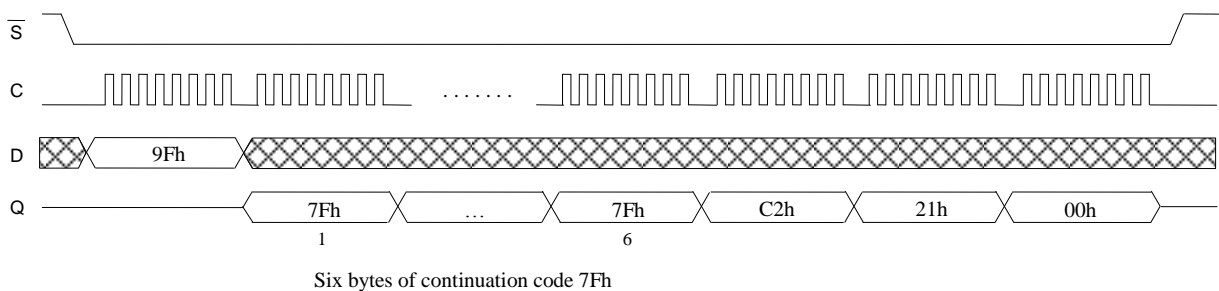 S
C
.......
D 9Fh
Q 7Fh ... 7Fh C2h 21h 00h
1 6
Six bytes of continuation code 7Fh